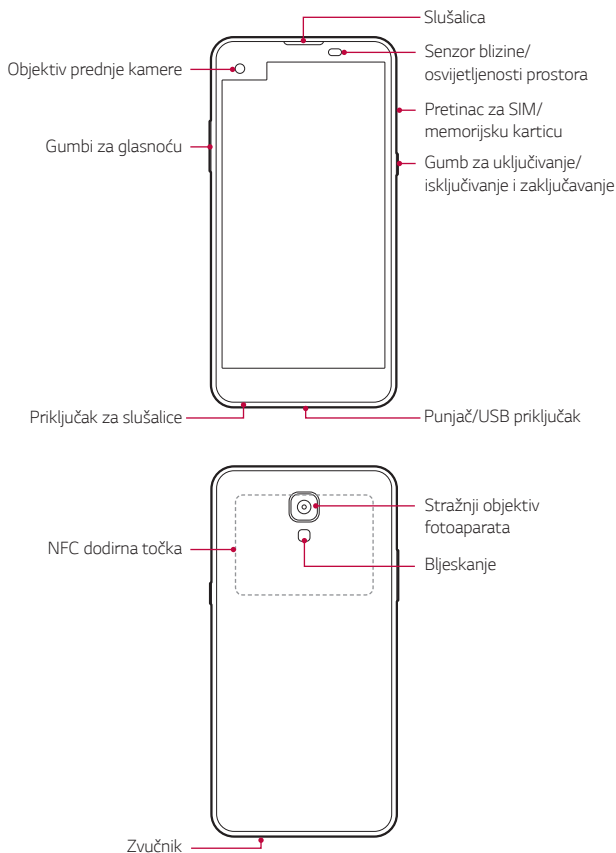 Slušalica
Senzor blizine/
osvijetljenosti prostora
Objektiv prednje kamere
Pretinac za SIM/
memorijsku karticu
Gumbi za glasnoću
Gumb za uključivanje/
isključivanje i zaključavanje
Priključak za slušalice
Punjač/USB priključak
Stražnji objektiv
fotoaparata
NFC dodirna točka
Bljeskanje
Zvučnik